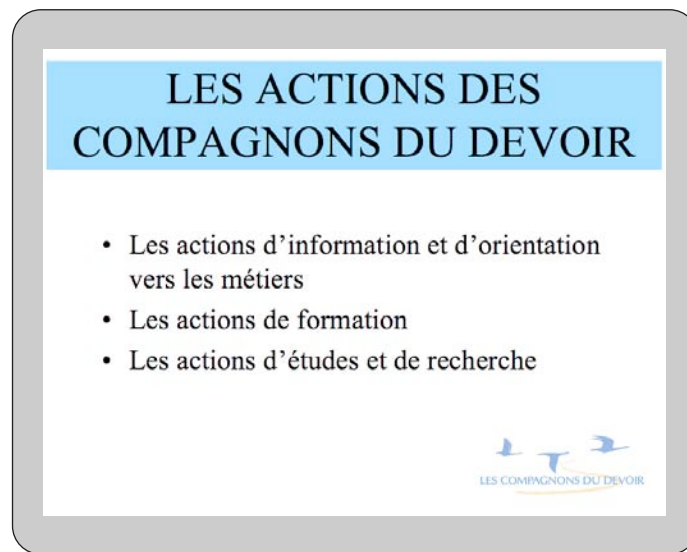 LES ACTIONS DES
COMPAGNONS DU DEVOIR
• Les actions d’information et d’orientation
vers les métiers
• Les actions de formation
• Les actions d’études et de recherche
LES COMPAGNONS DU DEVOIR